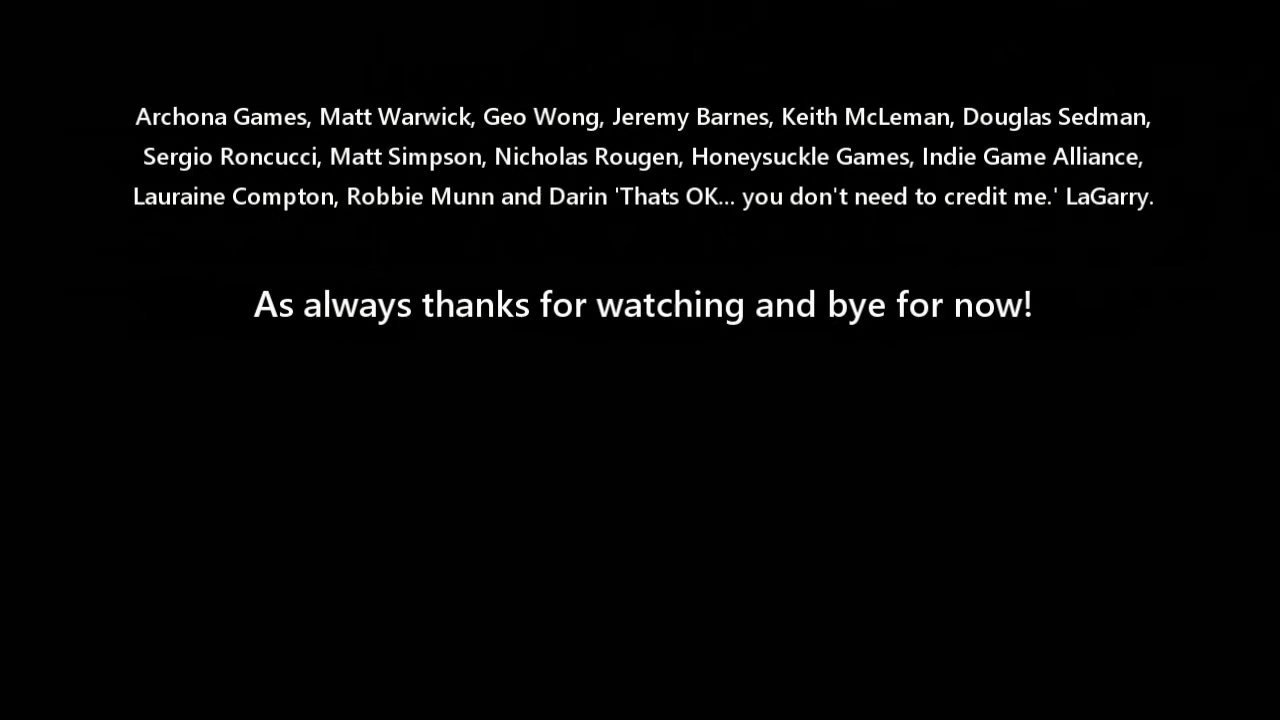 Archona Games, Matt Warwick, Geo Wong, Jeremy Barnes, Keith McLeman, Douglas Sedman,
Sergio Roncucci, Matt Simpson, Nicholas Rougen, Honeysuckle Games, Indie Game Alliance,
Lauraine Compton, Robbie Munn and Darin 'Thats OK... you don't need to credit me.' LaGarry.
As always thanks for watching and bye for now!